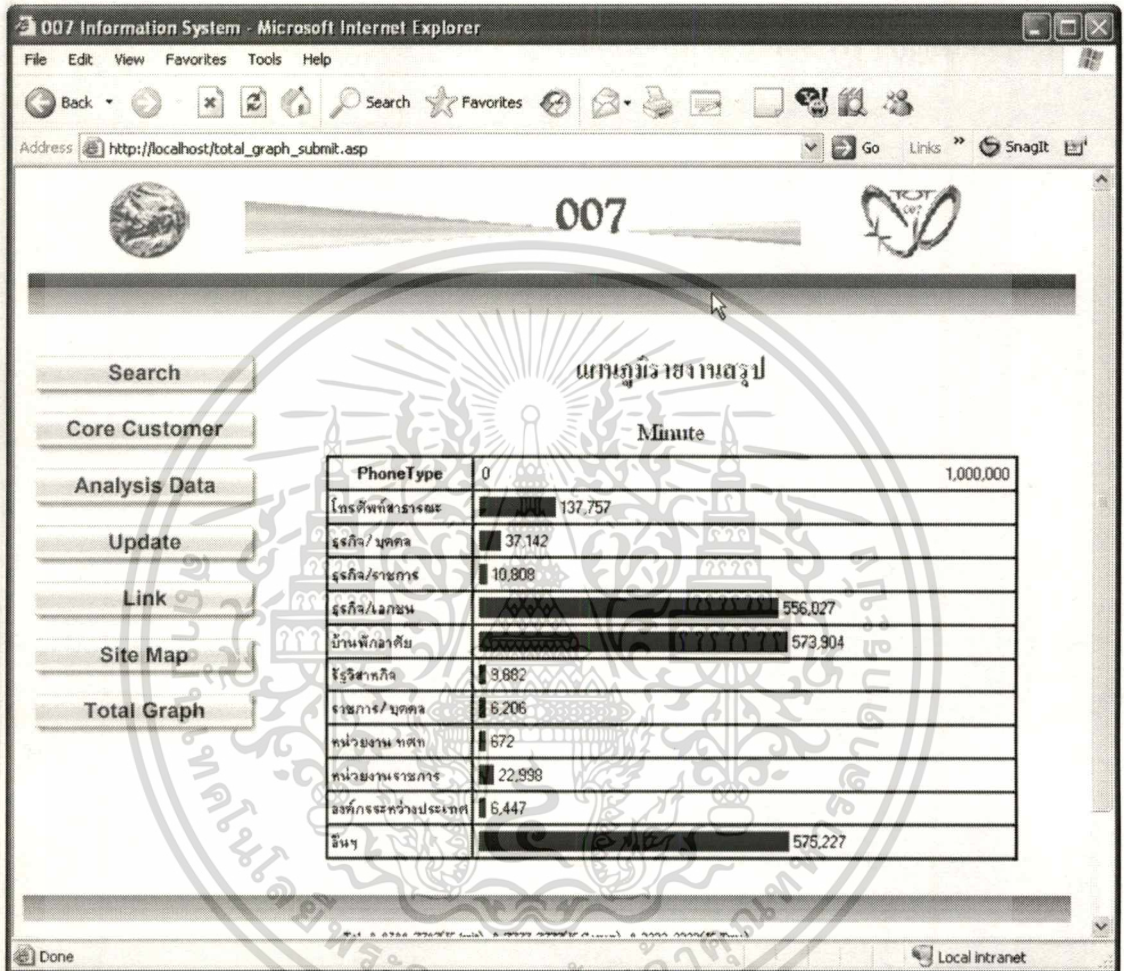 007 Information System - Microsoft Internet Explorer
File Edit View Favorites Tools Help
Back Search Favorites
Address http://localhost/total_graph_submit.asp Go Links » SnagIt
007
TOT
007
Search
Core Customer
Analysis Data
Update
Link
Site Map
Total Graph
แผนภูมิรายงานสรุป
Minute
PhoneType 0 1,000,000
โทรศัพท์สาธารณะ 137,757
ธุรกิจ/บุคคล 37,142
ธุรกิจ/ราชการ 10,808
ธุรกิจ/เอกชน 556,027
บ้านพักอาศัย 573,904
รัฐวิสาหกิจ
ราชการ/บุคคล 6,206
หน่วยงาน ทศท 672
หน่วยงานราชการ 22,998
องค์กรระหว่างประเทศ 6,447
อื่นๆ 575,227
Done Local intranet